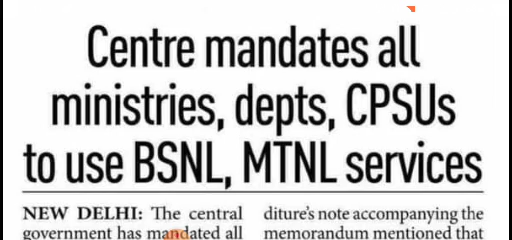 Centre mandates all
ministries, depts, CPSUs
to use BSNL, MTNL services
NEW DELHI: The central
government has mandated all
diture's note accompanying the
memorandum mentioned that